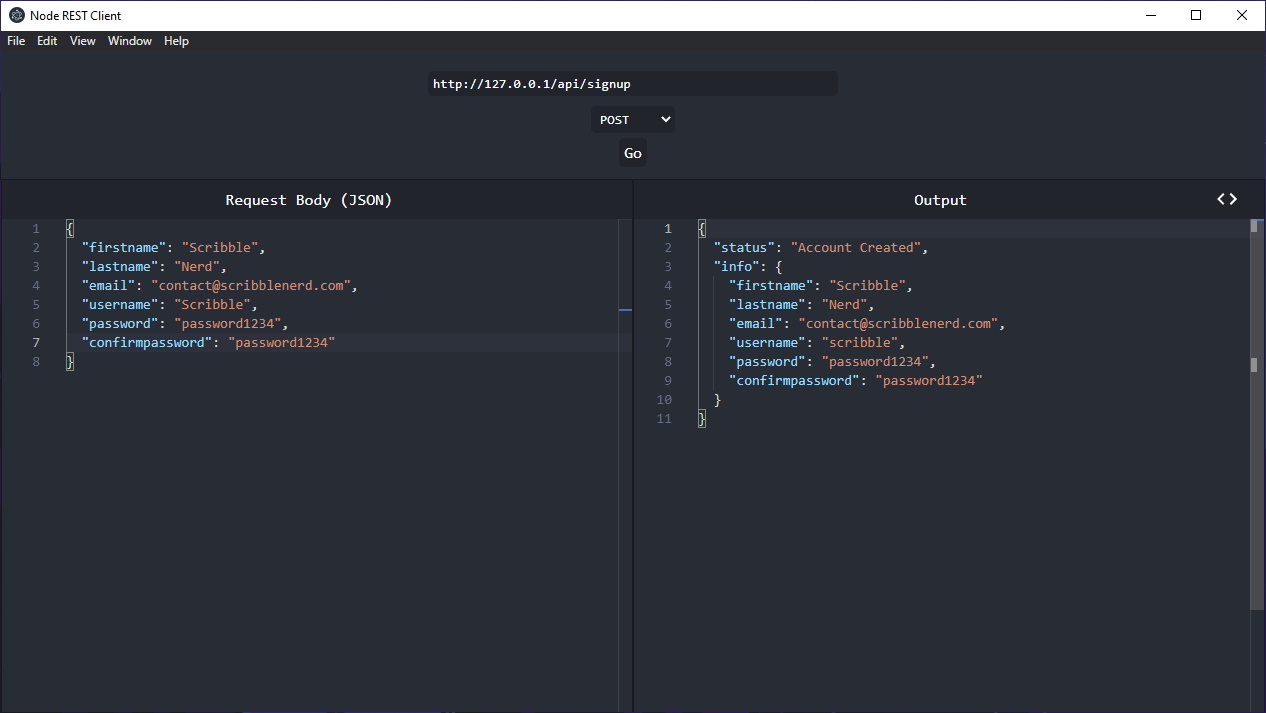 Node REST Client
File Edit View Window Help
http://127.0.0.1/api/signup
POST
Go
Request Body (JSON)
1 {
2 "firstname": "Scribble",
3 "lastname": "Nerd",
4 "email": "contact@scribblenerd.com",
5 "username": "Scribble",
6 "password": "password1234",
7 "confirmpassword": "password1234"
8 }
Output
1 {
2 "status": "Account Created",
3 "info": {
4 "firstname": "Scribble",
5 "lastname": "Nerd",
6 "email": "contact@scribblenerd.com",
7 "username": "scribble",
8 "password": "password1234",
9 "confirmpassword": "password1234"
10 }
11 }